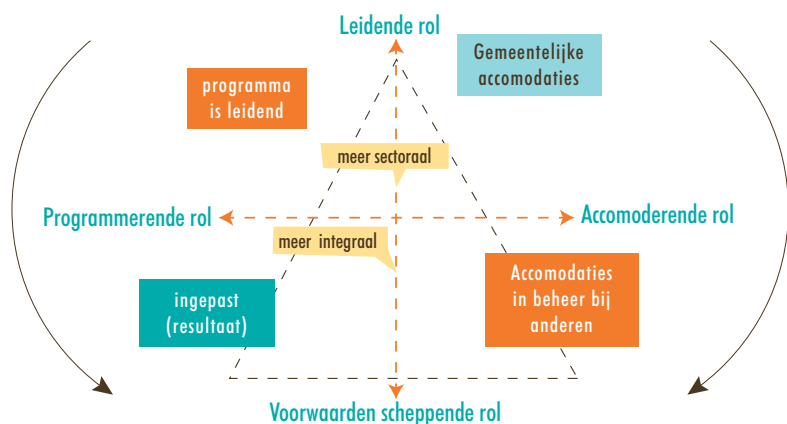 Leidende rol
Gemeentelijke
accomodaties
programma
is leidend
meer sectoraal
Programmerende rol
Accomoderende rol
meer integraal
ingepast
(resultaat)
Accomodaties
in beheer bij
anderen
Voorwaarden scheppende rol